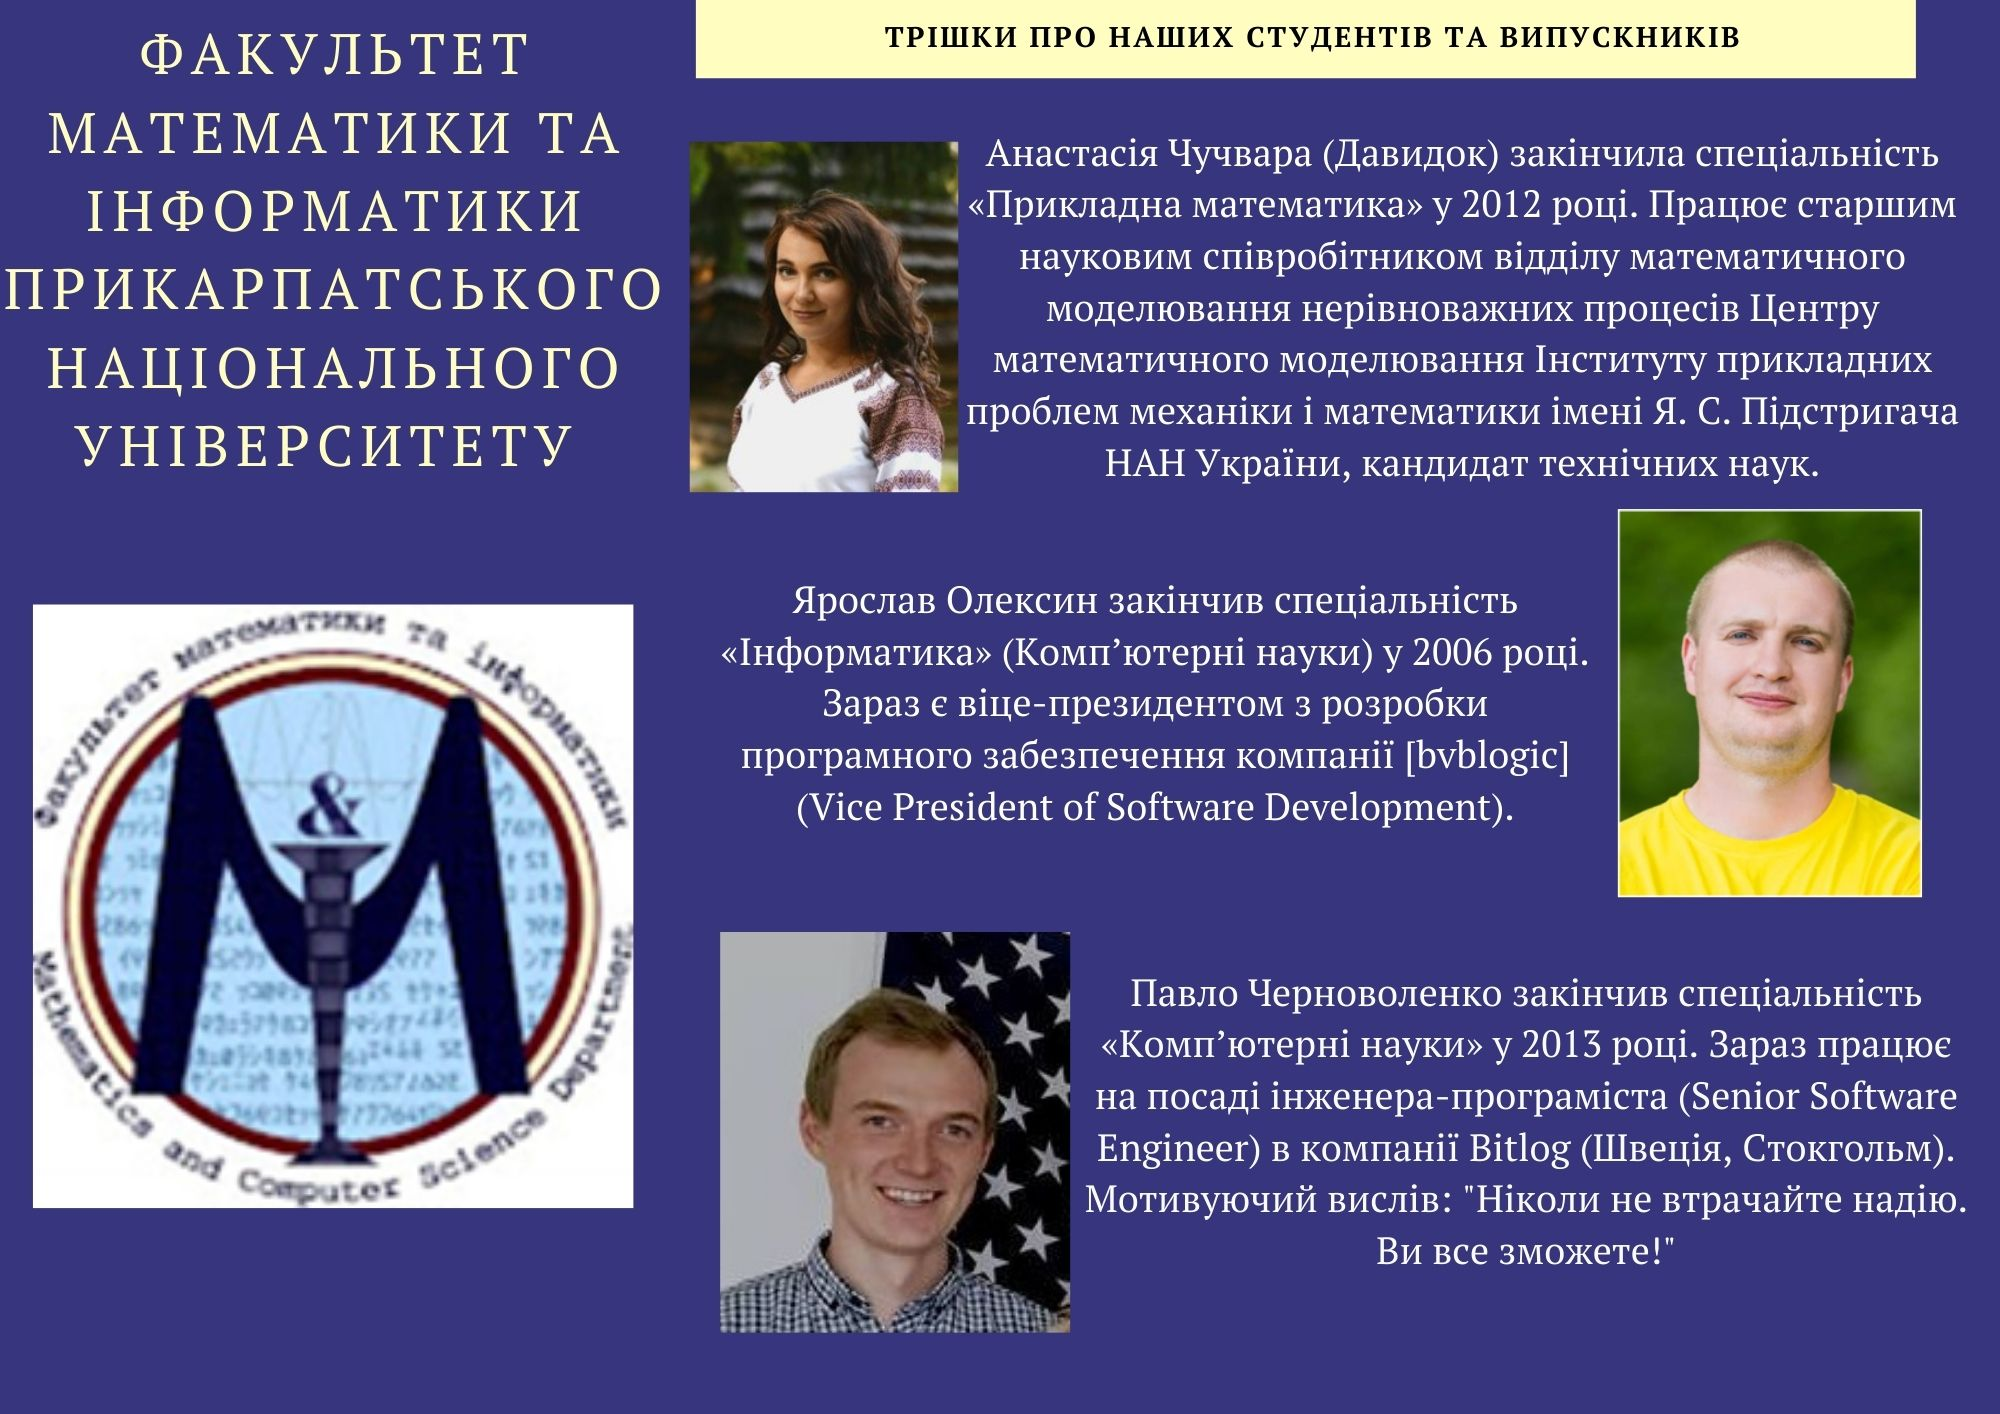 ФАКУЛЬТЕТ
МАТЕМАТИКИ ТА
ІНФОРМАТИКИ
ПРИКАРПАТСЬКОГО
НАЦІОНАЛЬНОГО
УНІВЕРСИТЕТУ
Факультет математики та інформатики
&
Mathematics and Computer Science Department
ТРІШКИ ПРО НАШИХ СТУДЕНТІВ ТА ВИПУСКНИКІВ
Анастасія Чучвара (Давидок) закінчила спеціальність
«Прикладна математика» у 2012 році. Працює старшим
науковим співробітником відділу математичного
моделювання нерівноважних процесів Центру
математичного моделювання Інституту прикладних
проблем механіки і математики імені Я. С. Підстригача
НАН України, кандидат технічних наук.
Ярослав Олексин закінчив спеціальність
«Інформатика» (Комп’ютерні науки) у 2006 році.
Зараз є віце-президентом з розробки
програмного забезпечення компанії [bvblogic]
(Vice President of Software Development).
Павло Черноволенко закінчив спеціальність
«Комп’ютерні науки» у 2013 році. Зараз працює
на посаді інженера-програміста (Senior Software
Engineer) в компанії Bitlog (Швеція, Стокгольм).
Мотивуючий вислів: "Ніколи не втрачайте надію.
Ви все зможете!"